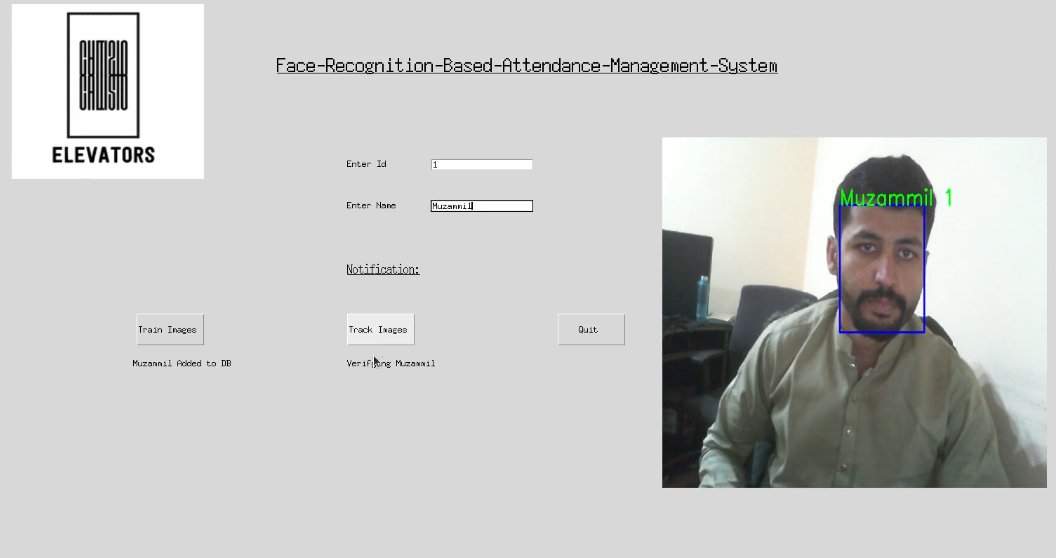 ELEVATORS
Face-Recognition-Based-Attendance-Management-System
Enter Id
1
Enter Name
Muzammil
Muzammil 1
Notification:
Train Images
Track Images
Quit
Muzammil Added to DB
Verifying Muzammil